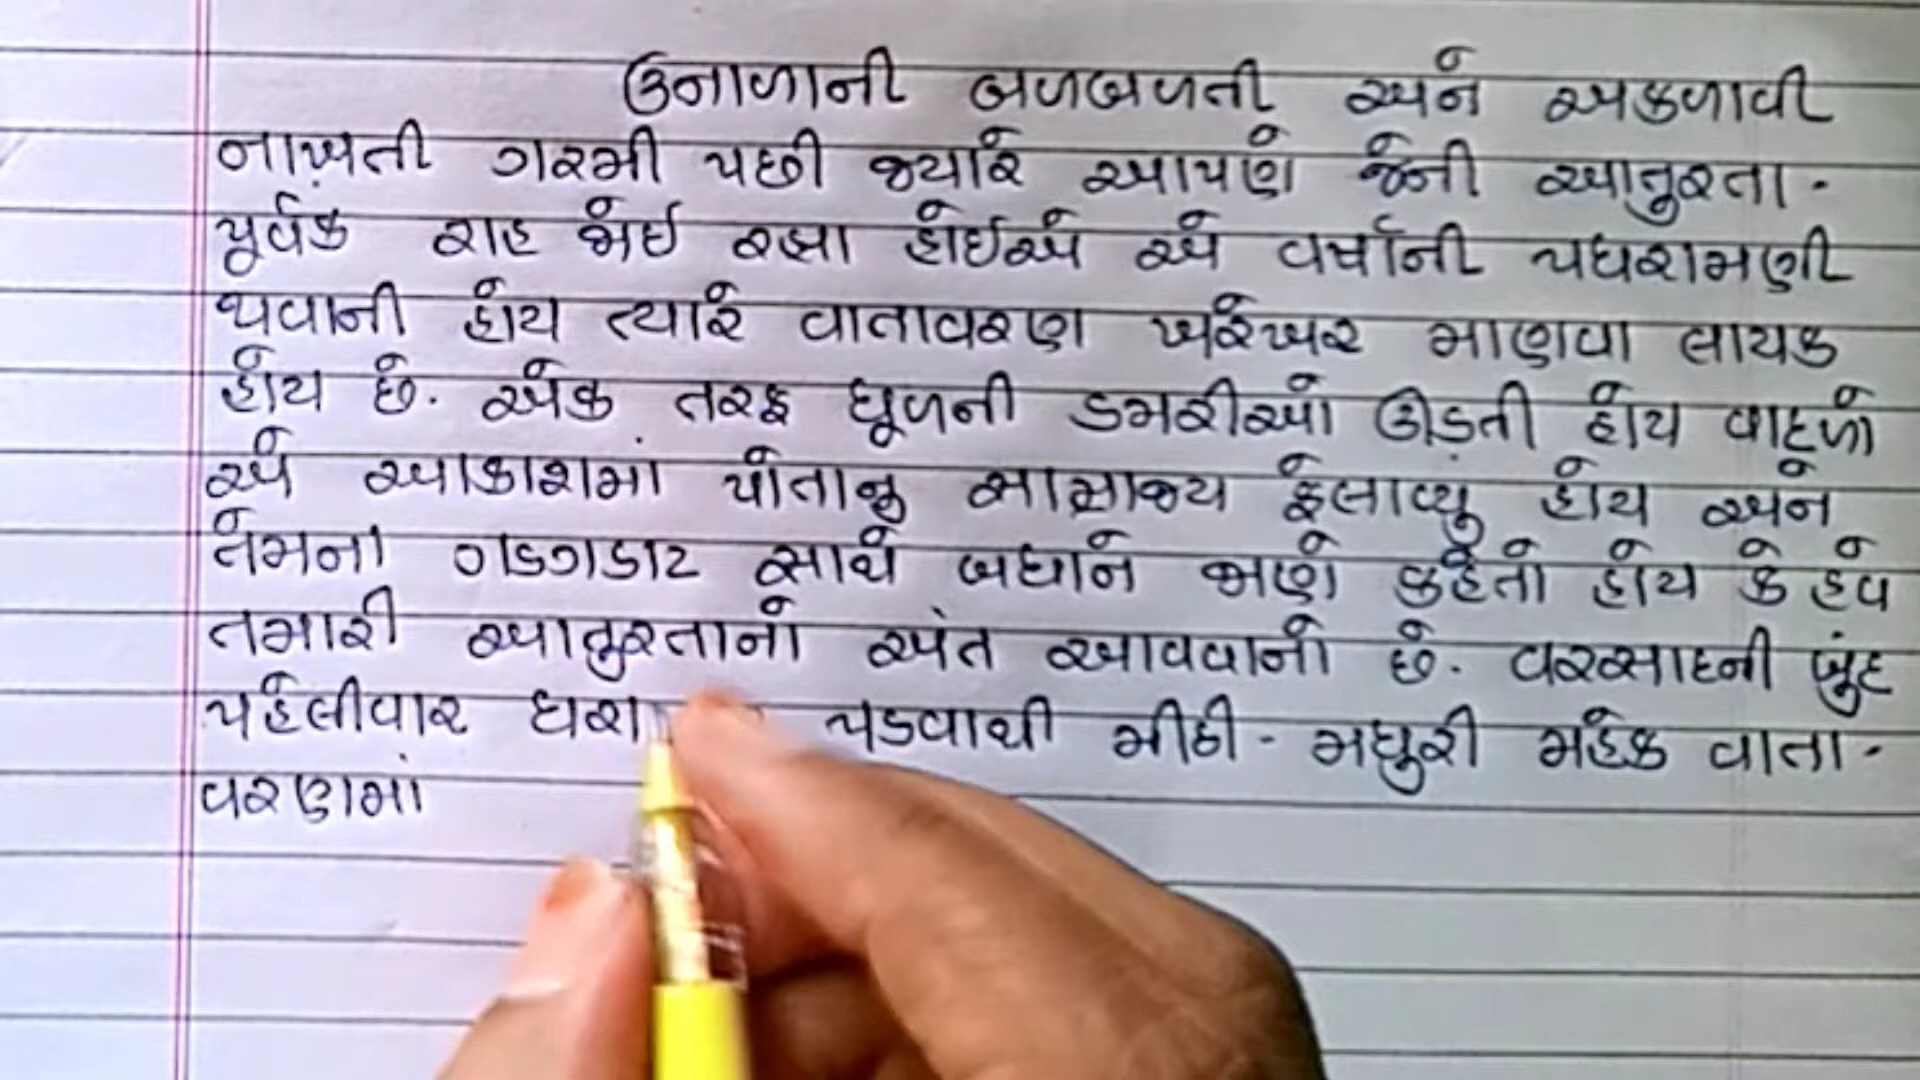 ઉનાળાની બળબળતી અને અકળાવી
નાખતી ગરમી પછી જ્યારે આપણે જેની આતુરતા-
પૂર્વક રાહ જોઈ રહ્યા હોઈએ એ વર્ષાની પધરામણી
થવાની હોય ત્યારે વાતાવરણ ખરેખર માણવા લાયક
હોય છે. એક તરફ ધૂળની ડમરીઓ ઊડતી હોય વાદળો
એ આકાશમાં પોતાનુ સામ્રાજ્ય ફેલાવ્યુ હોય અને
તેમના ગડગડાટ સાથે બધાને જાણે કહેતો હોય કે હવે
તમારી આતુરતાનો અંત આવવાનો છે. વરસાદની બુંદ
પહેલીવાર ધરા પડવાથી મીઠી - મધુરી મહેક વાતા-
વરણમાં